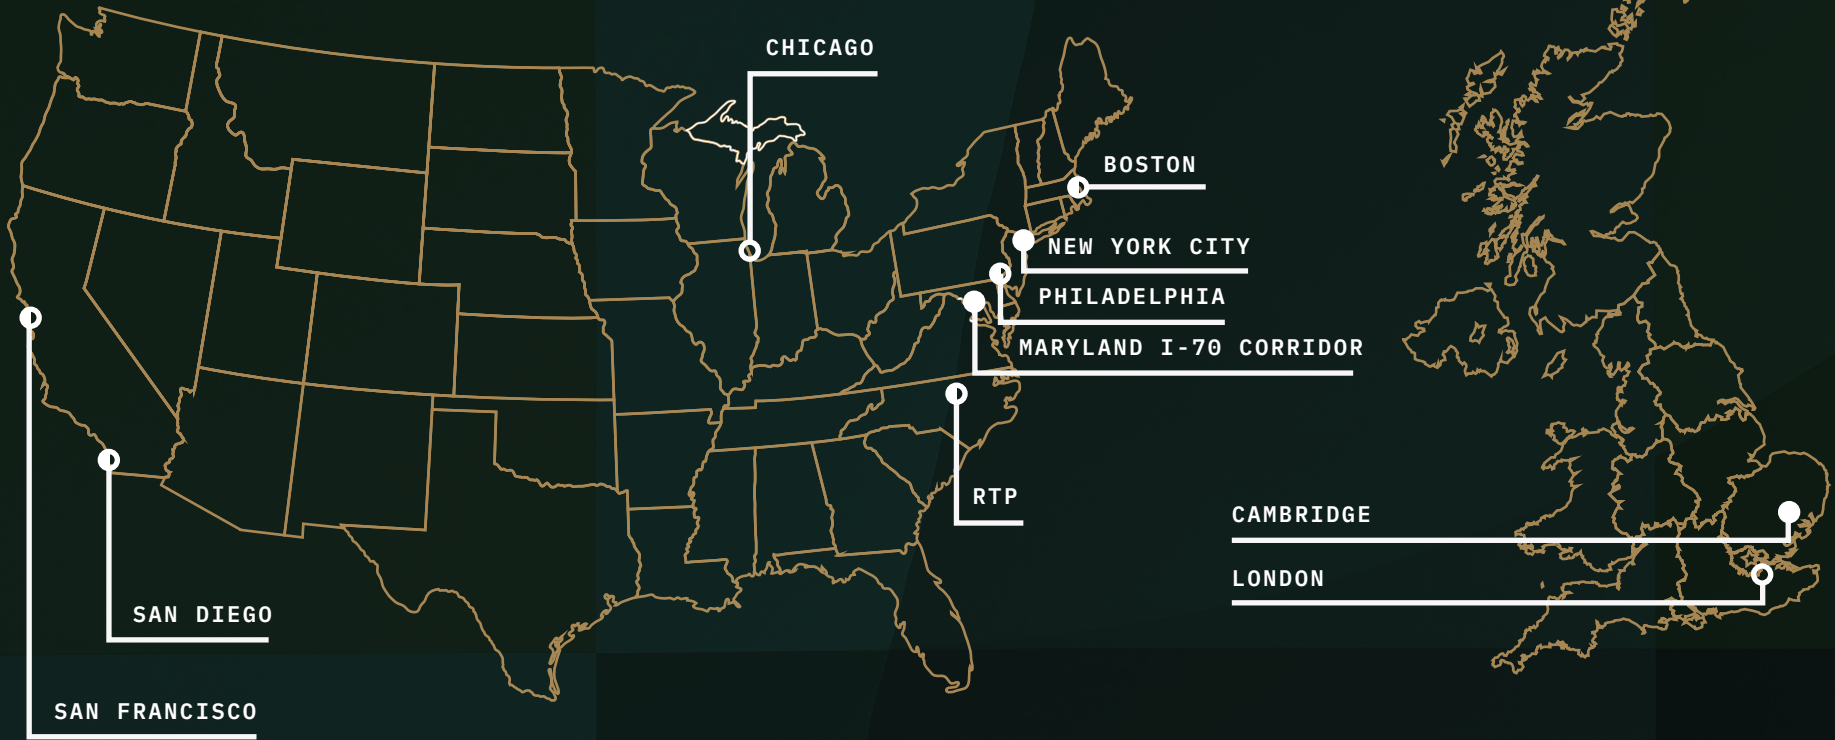 CHICAGO
BOSTON
NEW YORK CITY
PHILADELPHIA
MARYLAND I-70 CORRIDOR
RTP
CAMBRIDGE
LONDON
SAN DIEGO
SAN FRANCISCO